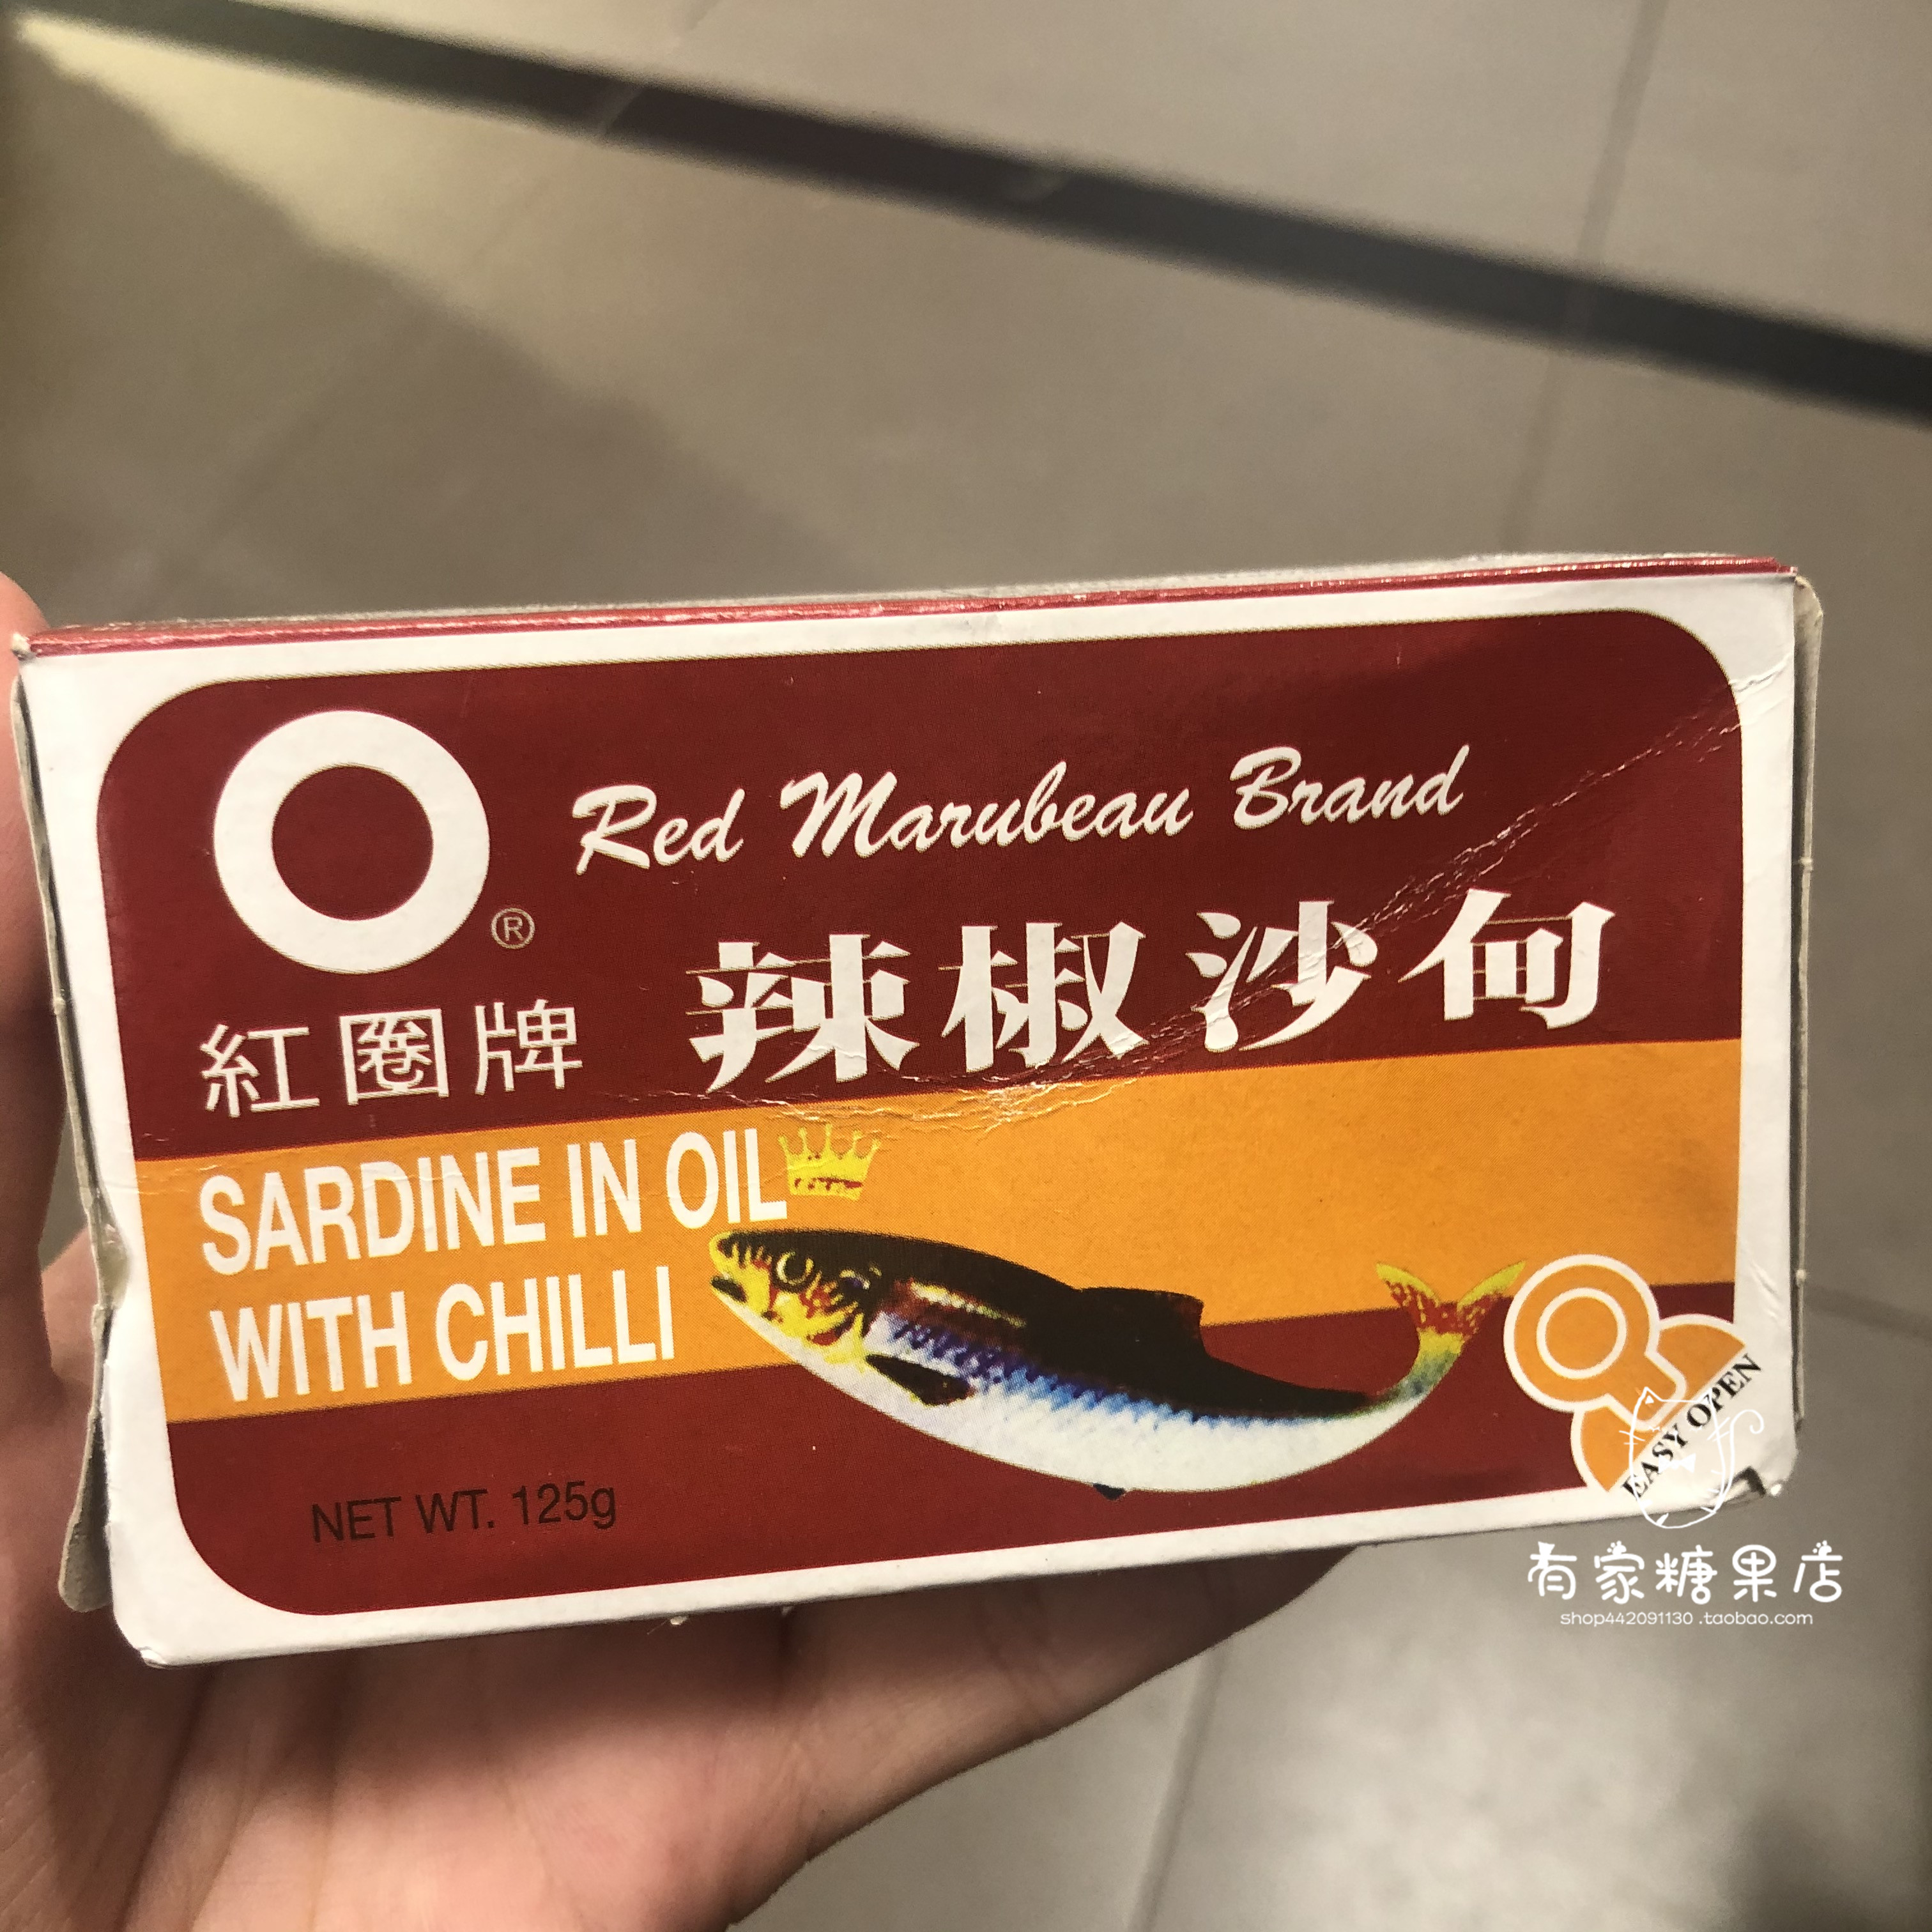 Red Marubeau Brand
®
辣椒沙甸
紅圈牌
SARDINE IN OIL
WITH CHILLI
EASY OPEN
NET WT. 125g
有家糖果店
shop442091130.taobao.com